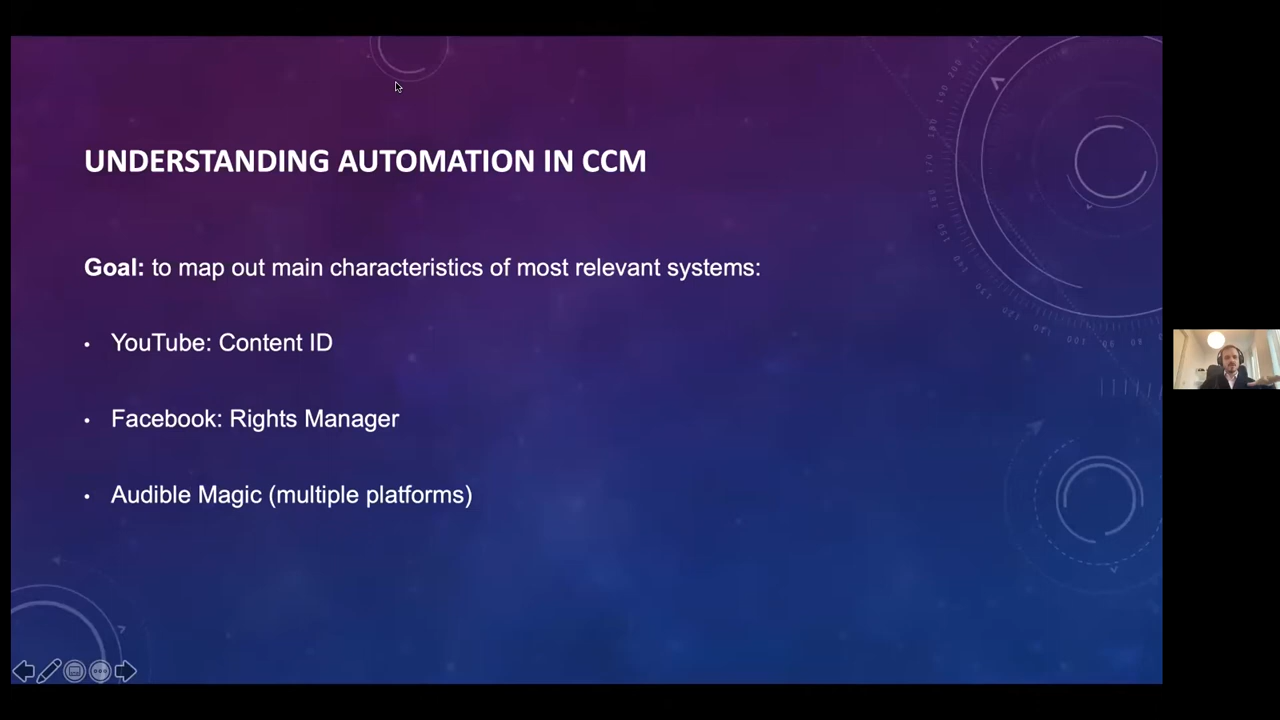 UNDERSTANDING AUTOMATION IN CCM
Goal: to map out main characteristics of most relevant systems:
• YouTube: Content ID
• Facebook: Rights Manager
• Audible Magic (multiple platforms)